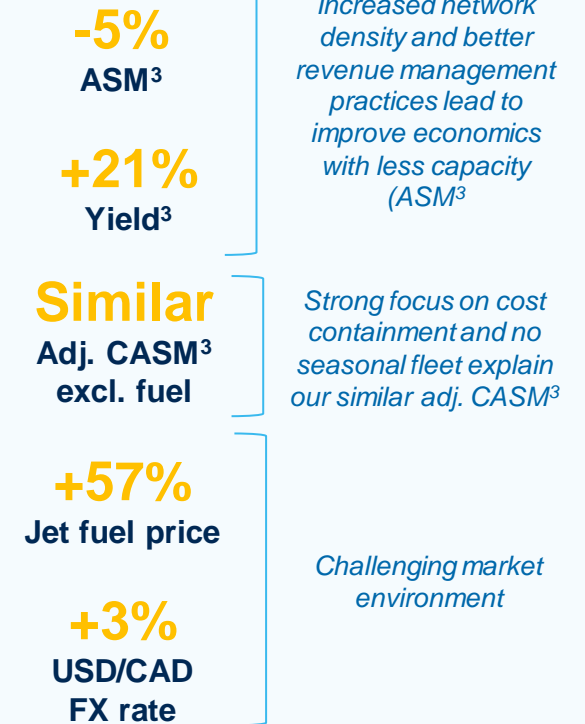 -5%
ASM3
Increased network
density and better
revenue management
practices lead to
improve economics
with less capacity
(ASM3
+21%
Yield3
Similar
Adj. CASM3
excl. fuel
Strong focus on cost
containment and no
seasonal fleet explain
our similar adj. CASM3
+57%
Jet fuel price
+3%
USD/CAD
FX rate
Challenging market
environment